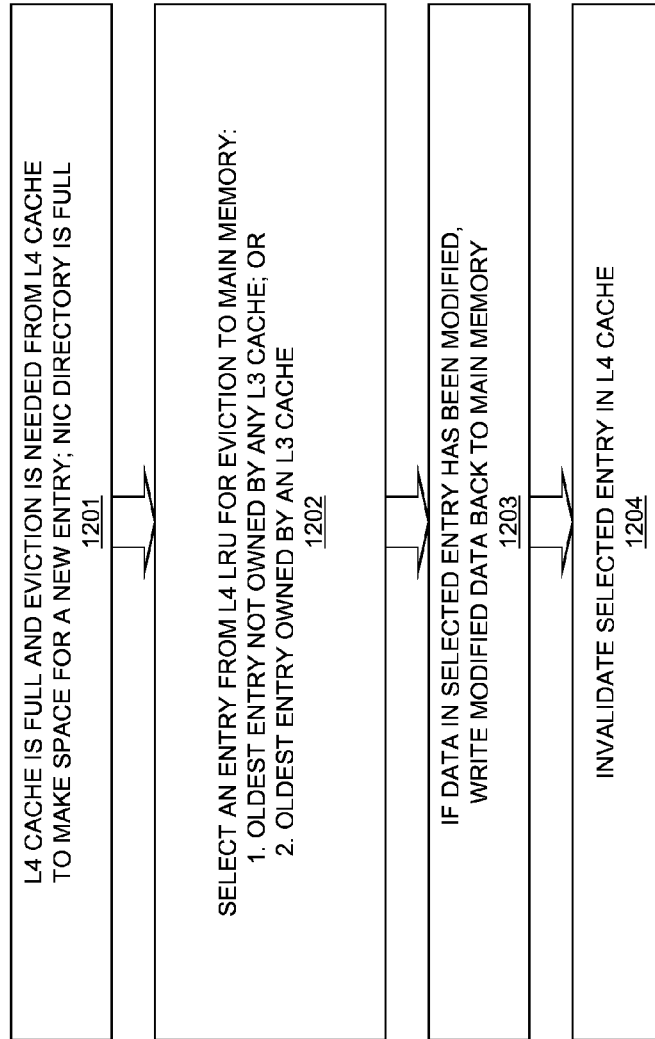 L4 CACHE IS FULL AND EVICTION IS NEEDED FROM L4 CACHE
TO MAKE SPACE FOR A NEW ENTRY; NIC DIRECTORY IS FULL
1201
SELECT AN ENTRY FROM L4 LRU FOR EVICTION TO MAIN MEMORY:
1. OLDEST ENTRY NOT OWNED BY ANY L3 CACHE; OR
2. OLDEST ENTRY OWNED BY AN L3 CACHE
1202
IF DATA IN SELECTED ENTRY HAS BEEN MODIFIED,
WRITE MODIFIED DATA BACK TO MAIN MEMORY
1203
INVALIDATE SELECTED ENTRY IN L4 CACHE
1204